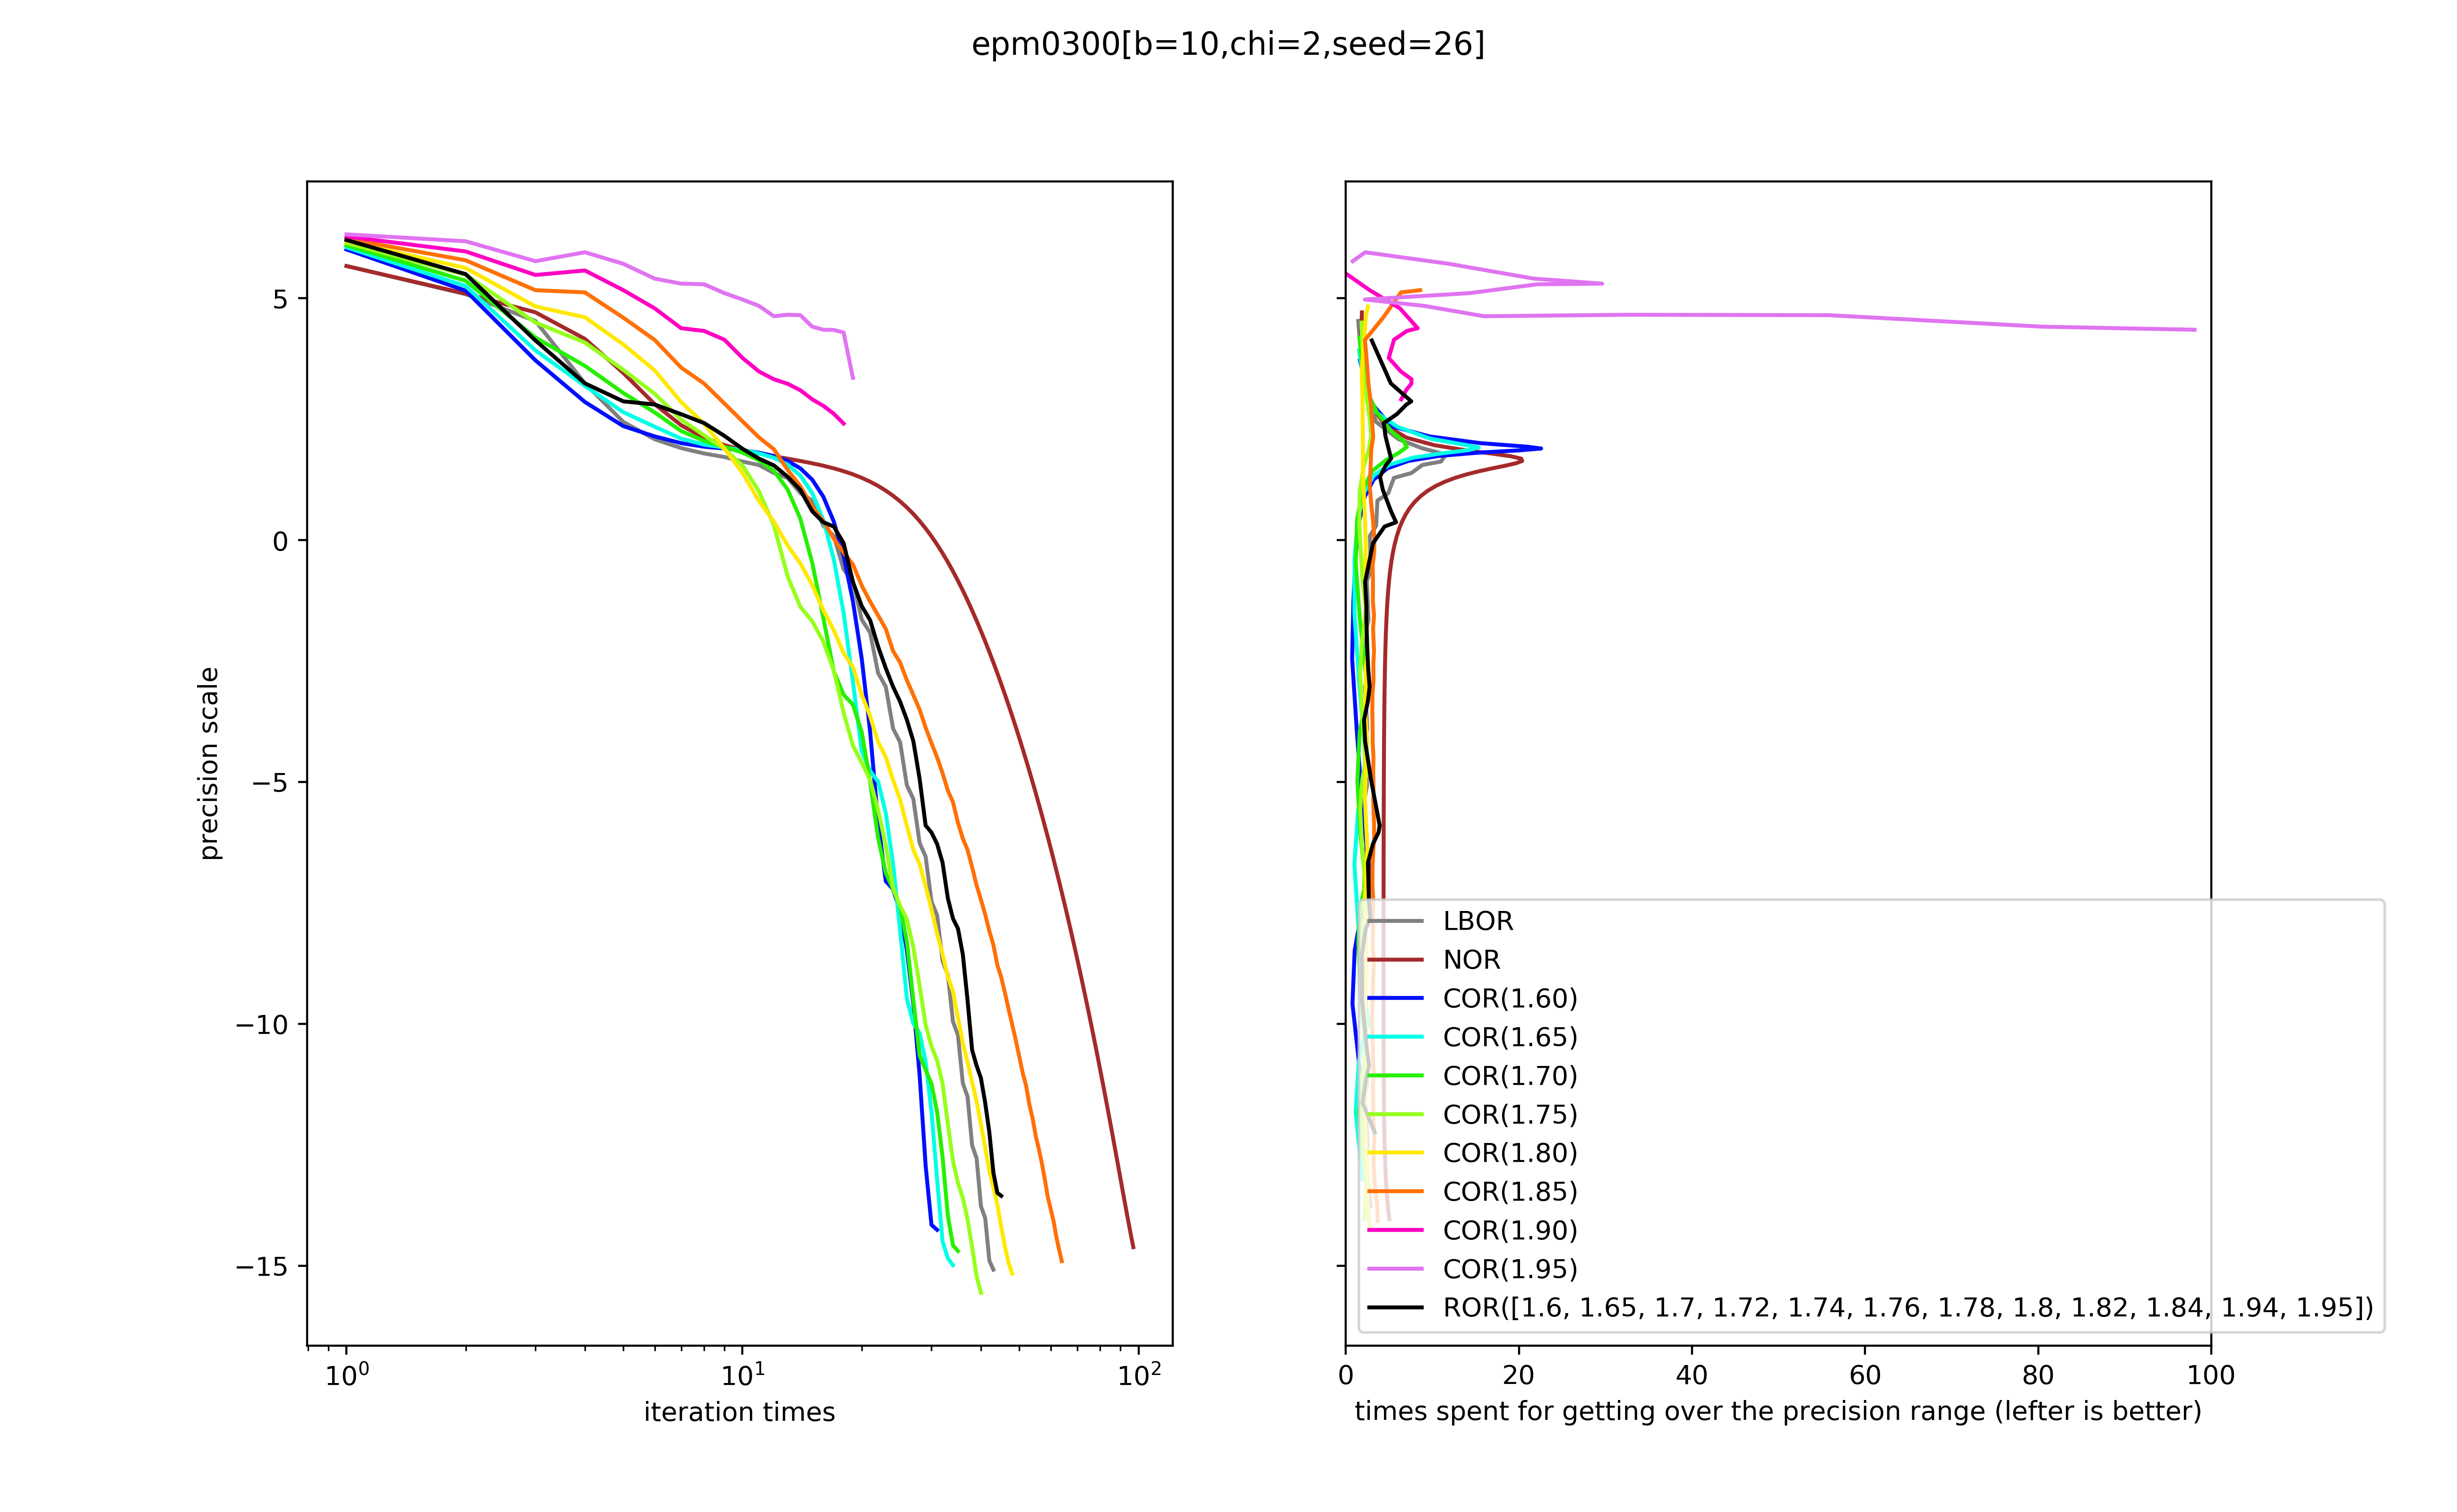 epm0300[b=10,chi=2,seed=26]
precision scale
5
0
−5
−10
−15
10⁰
10¹
10²
iteration times
LBOR
NOR
COR(1.60)
COR(1.65)
COR(1.70)
COR(1.75)
COR(1.80)
COR(1.85)
COR(1.90)
COR(1.95)
ROR([1.6, 1.65, 1.7, 1.72, 1.74, 1.76, 1.78, 1.8, 1.82, 1.84, 1.94, 1.95])
0
20
40
60
80
100
times spent for getting over the precision range (lefter is better)